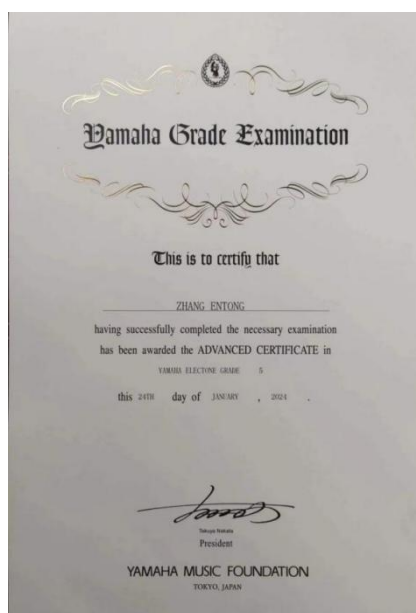 Yamaha Grade Examination
This is to certify that
ZHANG ENTONG
having successfully completed the necessary examination
has been awarded the ADVANCED CERTIFICATE in
YAMAHA ELECTONE GRADE 5
this 24TH day of JANUARY , 2024 .
Takuya Nakata
President
YAMAHA MUSIC FOUNDATION
TOKYO, JAPAN